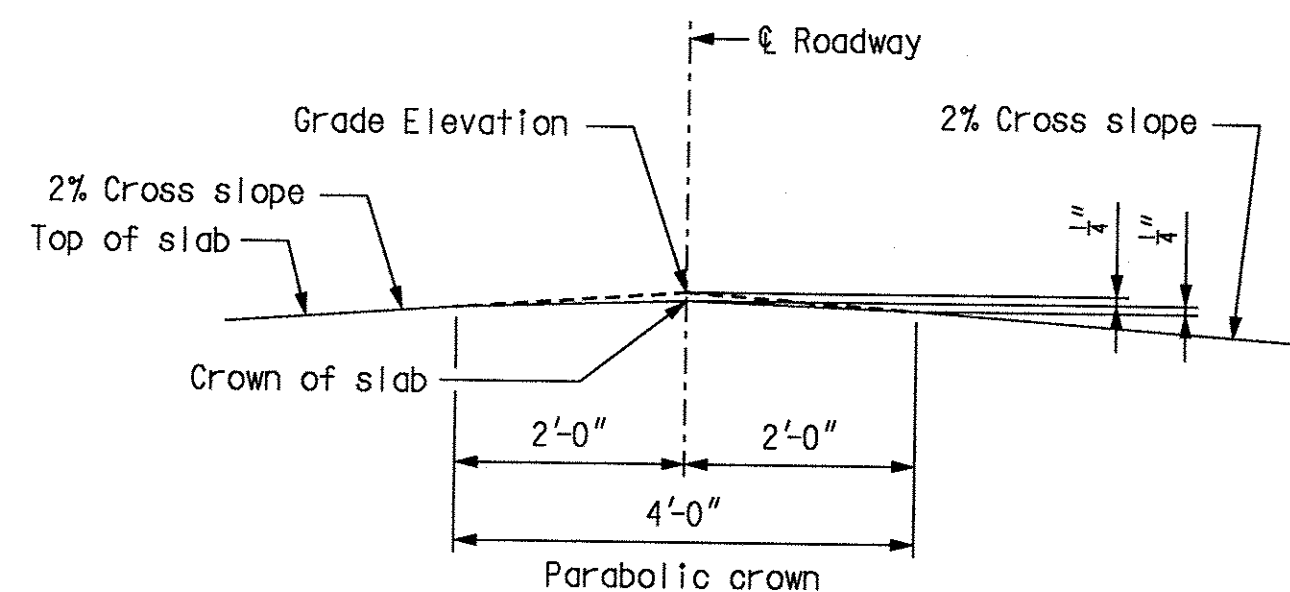 ℄ Roadway
Grade Elevation
2% Cross slope
2% Cross slope
Top of slab
1/4"
1/4"
Crown of slab
2'-0"
2'-0"
4'-0"
Parabolic crown